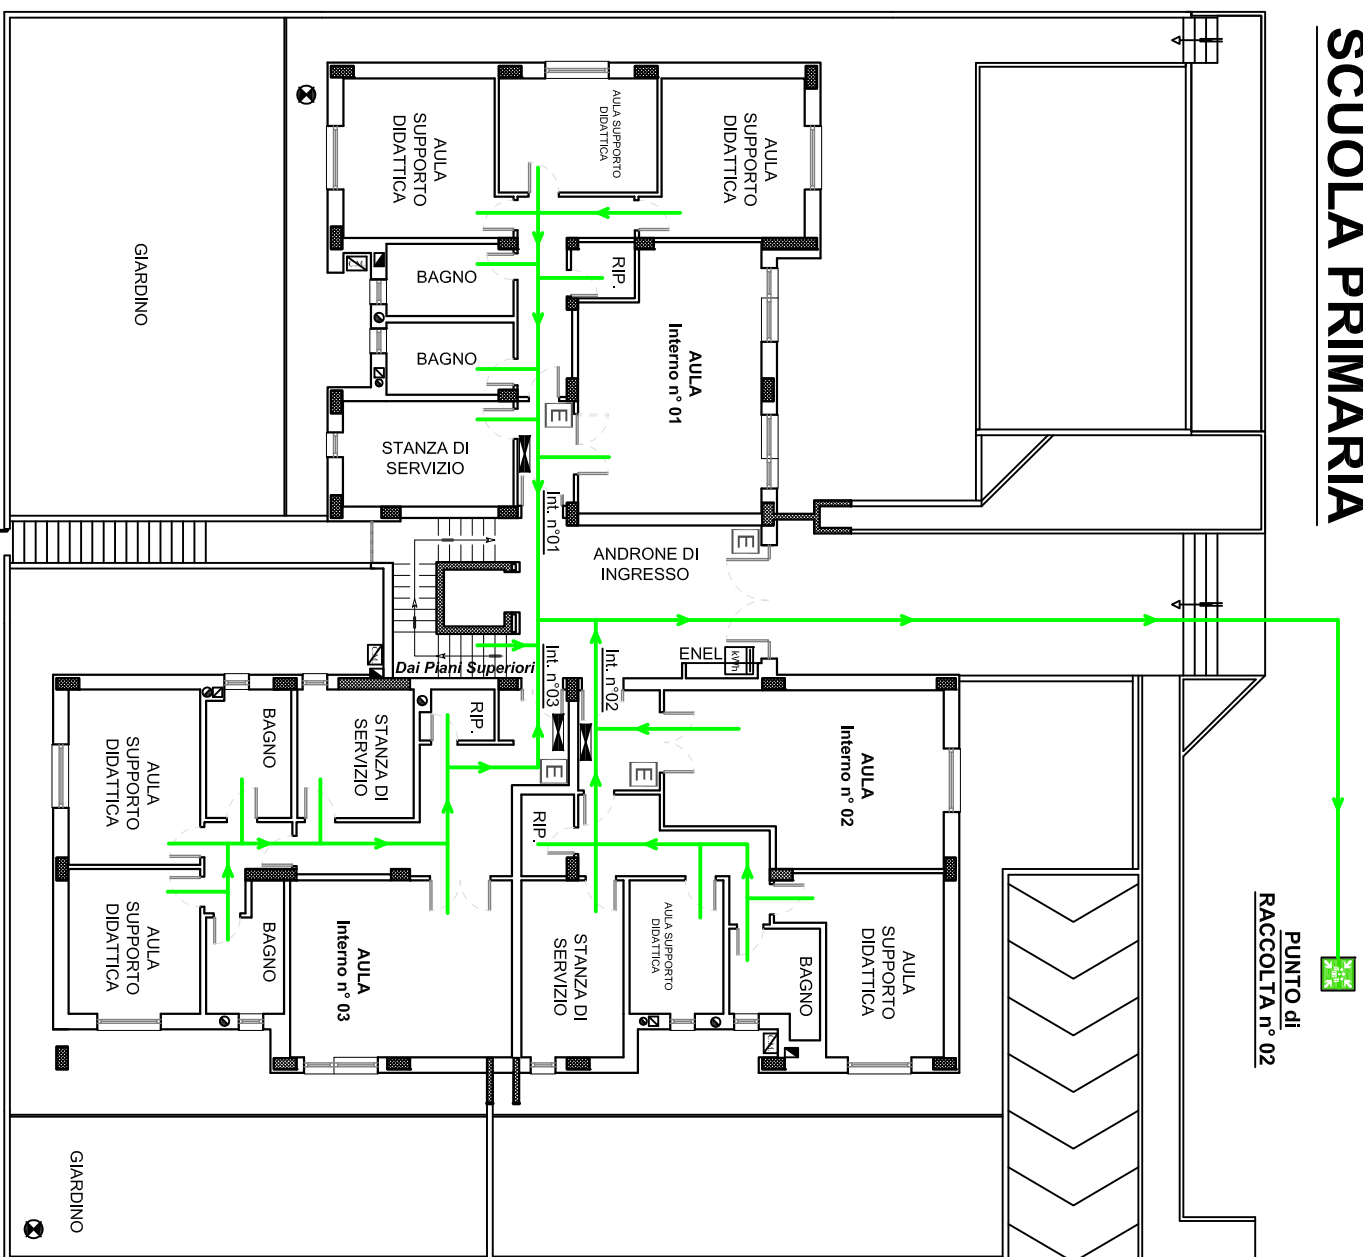 SCUOLA PRIMARIA
AULA
SUPPORTO
DIDATTICA
AULA SUPPORTO
DIDATTICA
AULA
SUPPORTO
DIDATTICA
GIARDINO
BAGNO
RIP.
BAGNO
AULA
Interno n° 01
E
STANZA DI
SERVIZIO
Int. n°01
ANDRONE DI
INGRESSO
E
Dai Piani Superiori
Int. n°03
Int. n°02
ENEL
kWh
BAGNO
STANZA DI
SERVIZIO
RIP.
AULA
SUPPORTO
DIDATTICA
E
E
AULA
Interno n° 02
RIP.
AULA
SUPPORTO
DIDATTICA
BAGNO
AULA
Interno n° 03
STANZA DI
SERVIZIO
AULA SUPPORTO
DIDATTICA
BAGNO
AULA
SUPPORTO
DIDATTICA
PUNTO di
RACCOLTA n° 02
GIARDINO